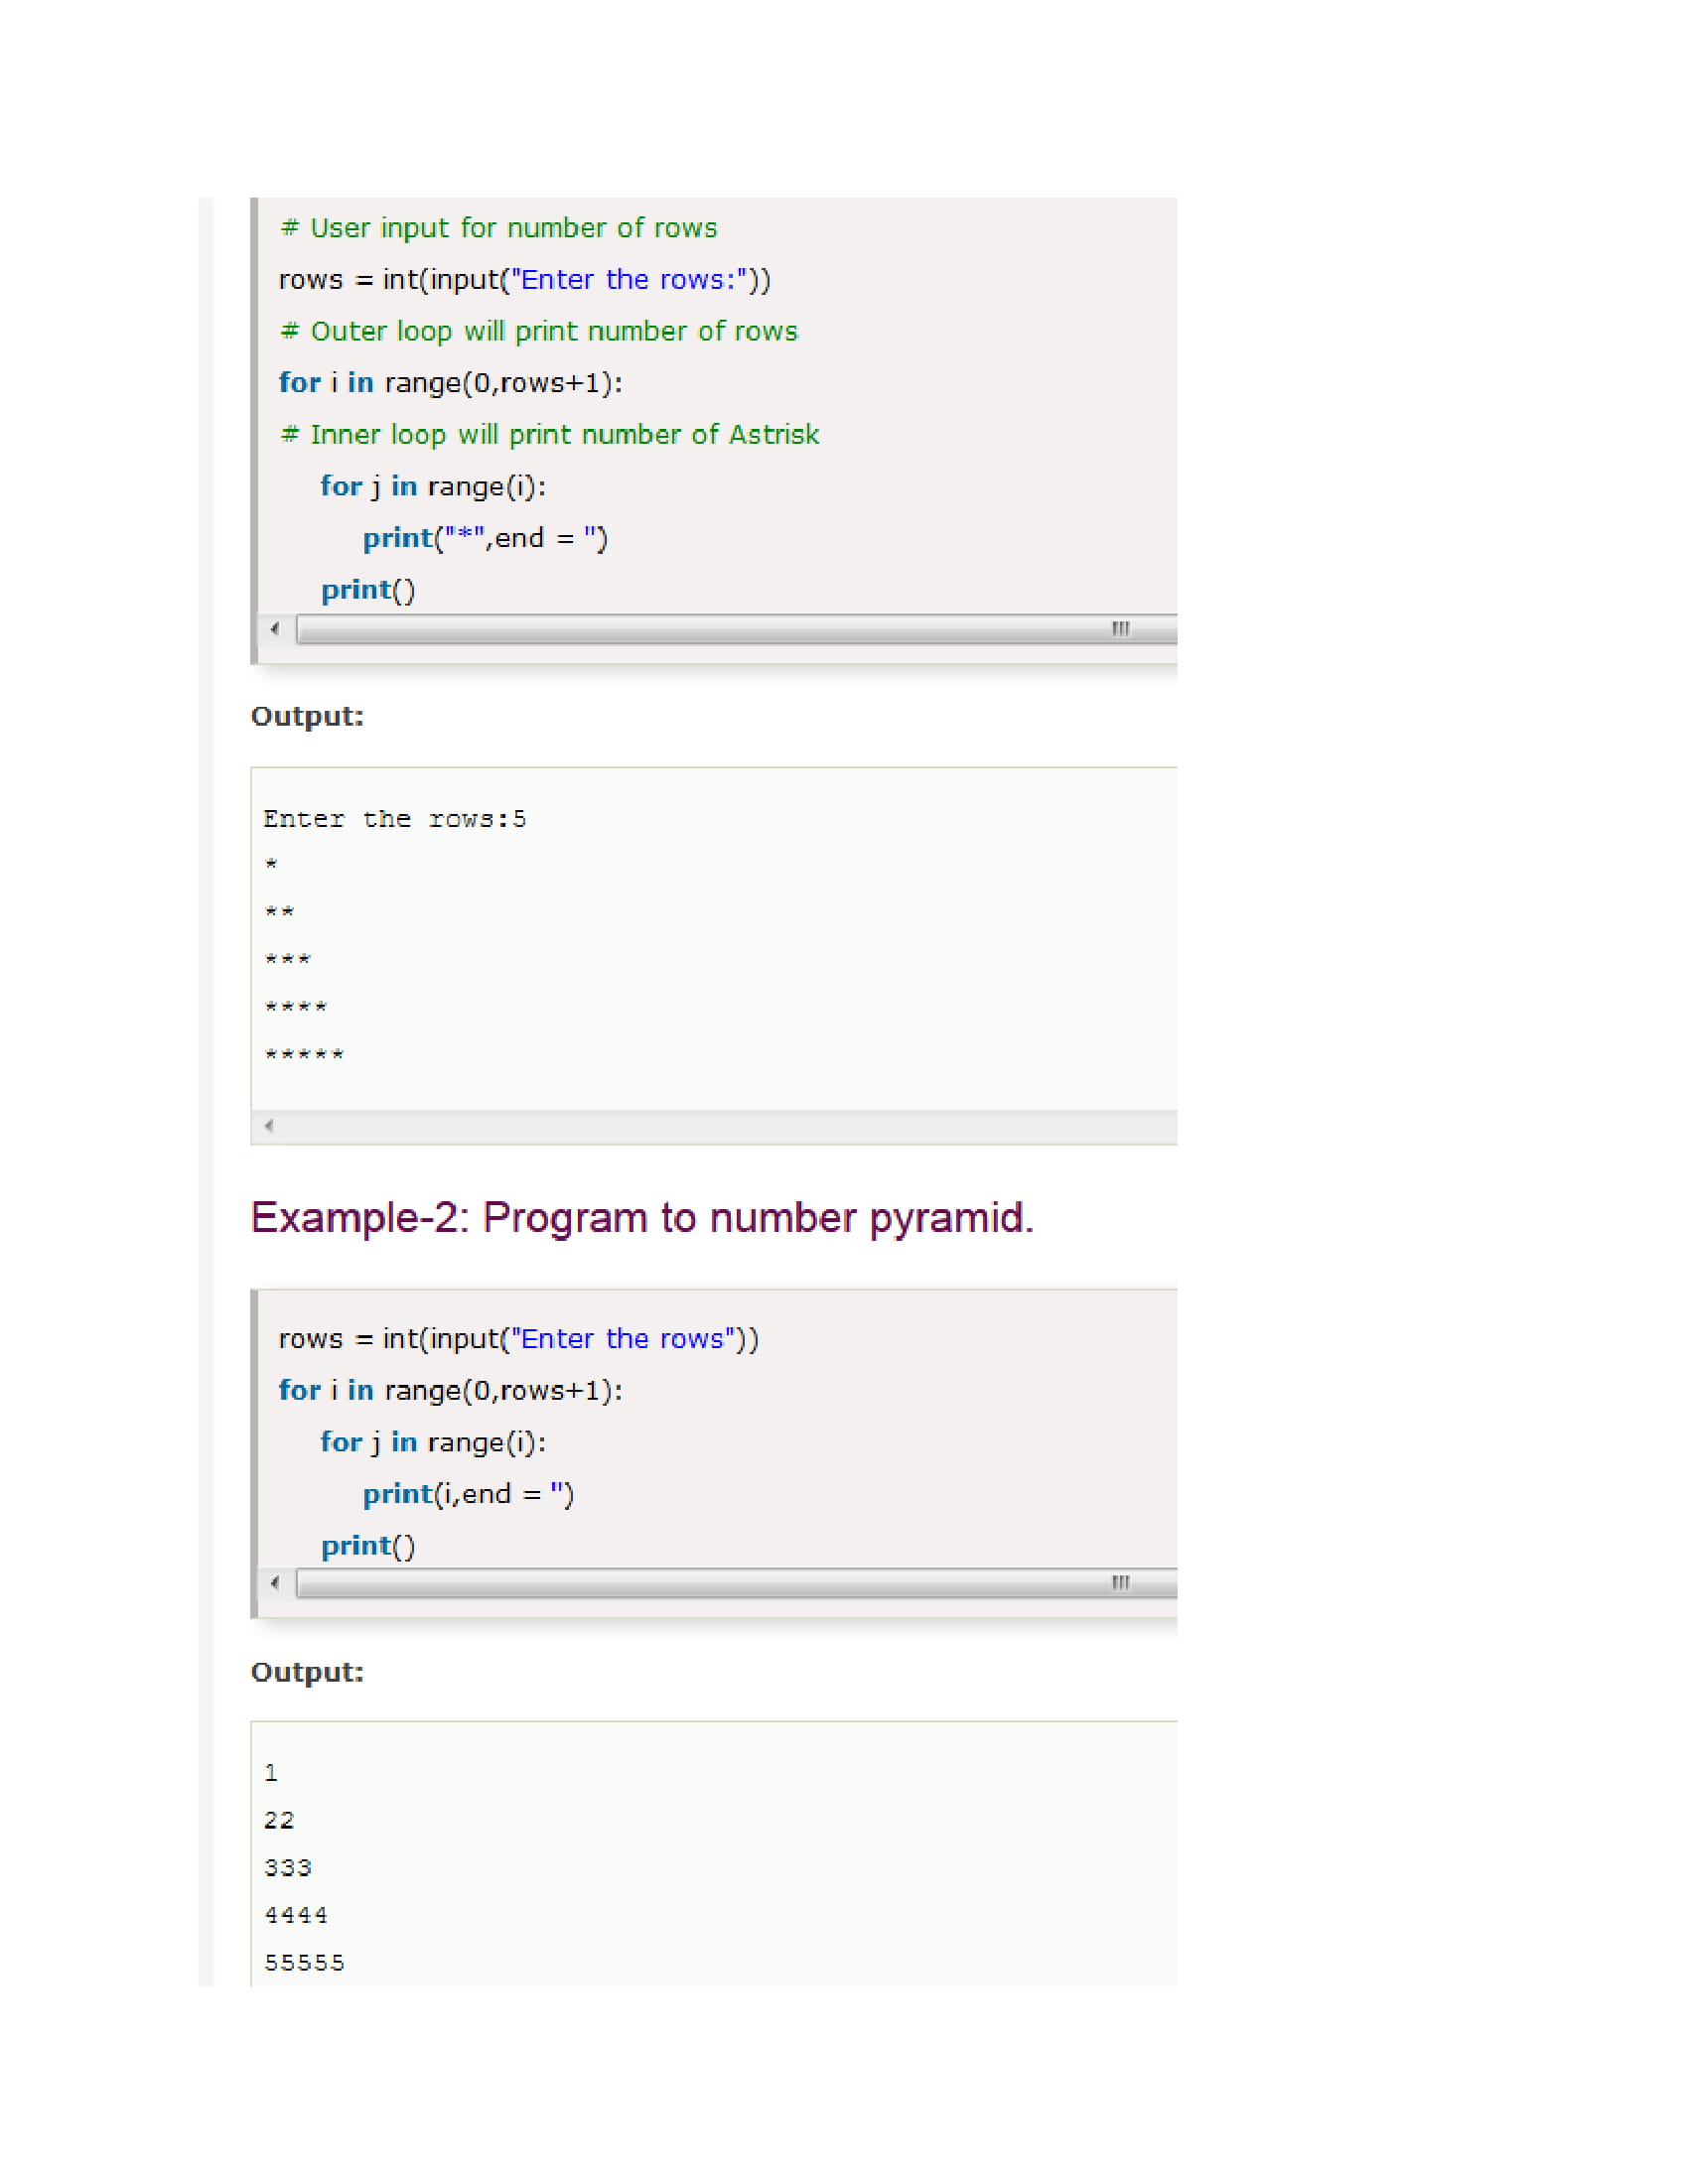 # User input for number of rows
rows = int(input("Enter the rows:"))
# Outer loop will print number of rows
for i in range(0,rows+1):
# Inner loop will print number of Astrisk
    for j in range(i):
        print("*",end = '')
    print()
Output:
Enter the rows:5
*
**
***
****
*****
Example-2: Program to number pyramid.
rows = int(input("Enter the rows"))
for i in range(0,rows+1):
    for j in range(i):
        print(i,end = '')
    print()
Output:
1
22
333
4444
55555